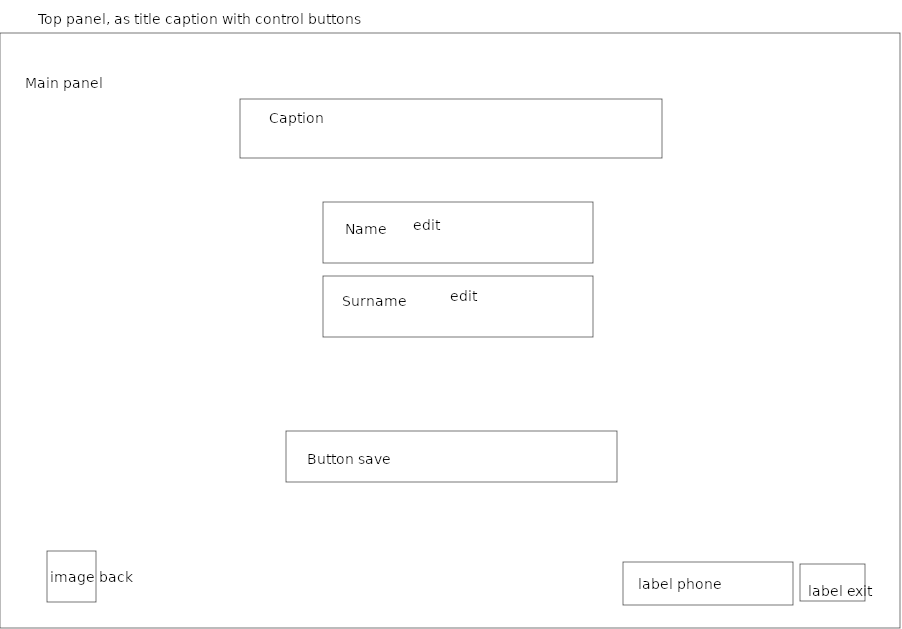 Top panel, as title caption with control buttons
Main panel
Caption
Name edit
Surname edit
Button save
image back
label phone
label exit